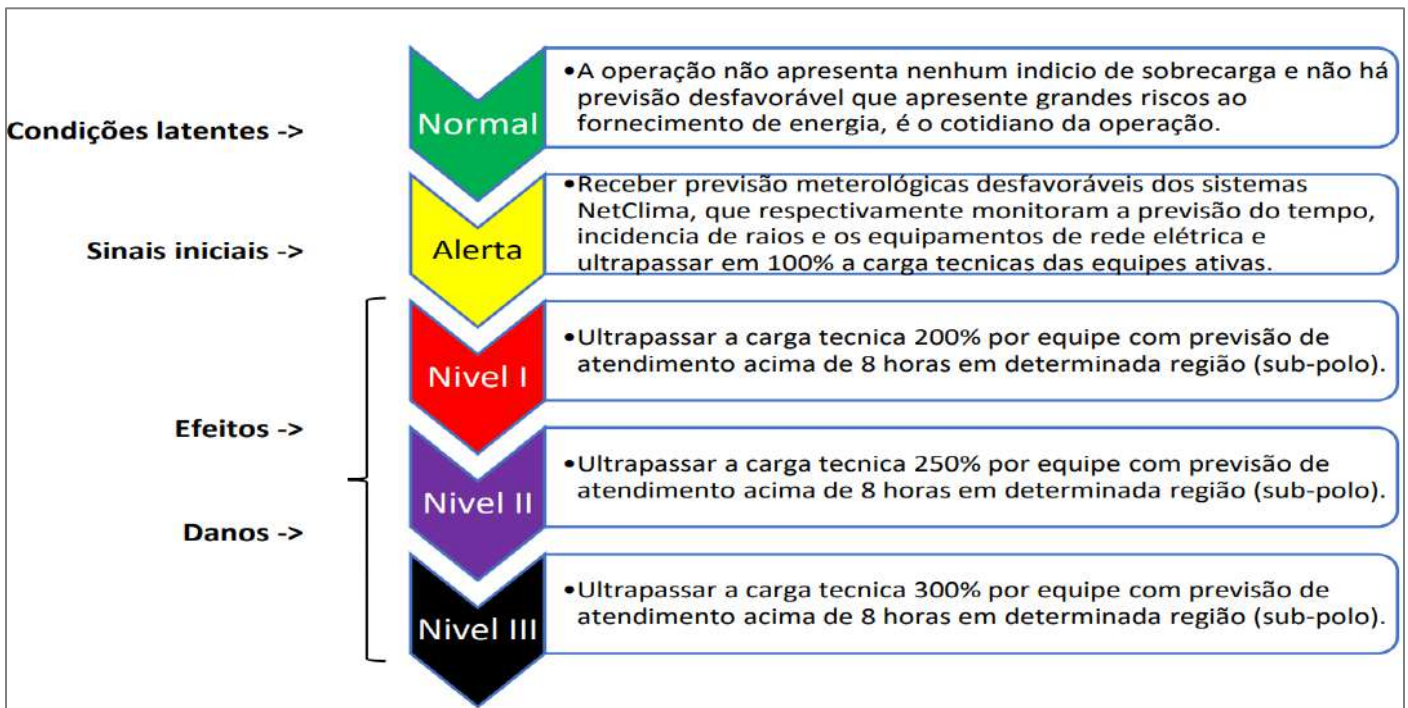 Condições latentes ->
Normal
•A operação não apresenta nenhum indicio de sobrecarga e não há
previsão desfavorável que apresente grandes riscos ao
fornecimento de energia, é o cotidiano da operação.
Sinais iniciais ->
Alerta
•Receber previsão meterológicas desfavoráveis dos sistemas
NetClima, que respectivamente monitoram a previsão do tempo,
incidencia de raios e os equipamentos de rede elétrica e
ultrapassar em 100% a carga tecnicas das equipes ativas.
Efeitos ->
Danos ->
Nivel I
•Ultrapassar a carga tecnica 200% por equipe com previsão de
atendimento acima de 8 horas em determinada região (sub-polo).
Nivel II
•Ultrapassar a carga tecnica 250% por equipe com previsão de
atendimento acima de 8 horas em determinada região (sub-polo).
Nivel III
•Ultrapassar a carga tecnica 300% por equipe com previsão de
atendimento acima de 8 horas em determinada região (sub-polo).